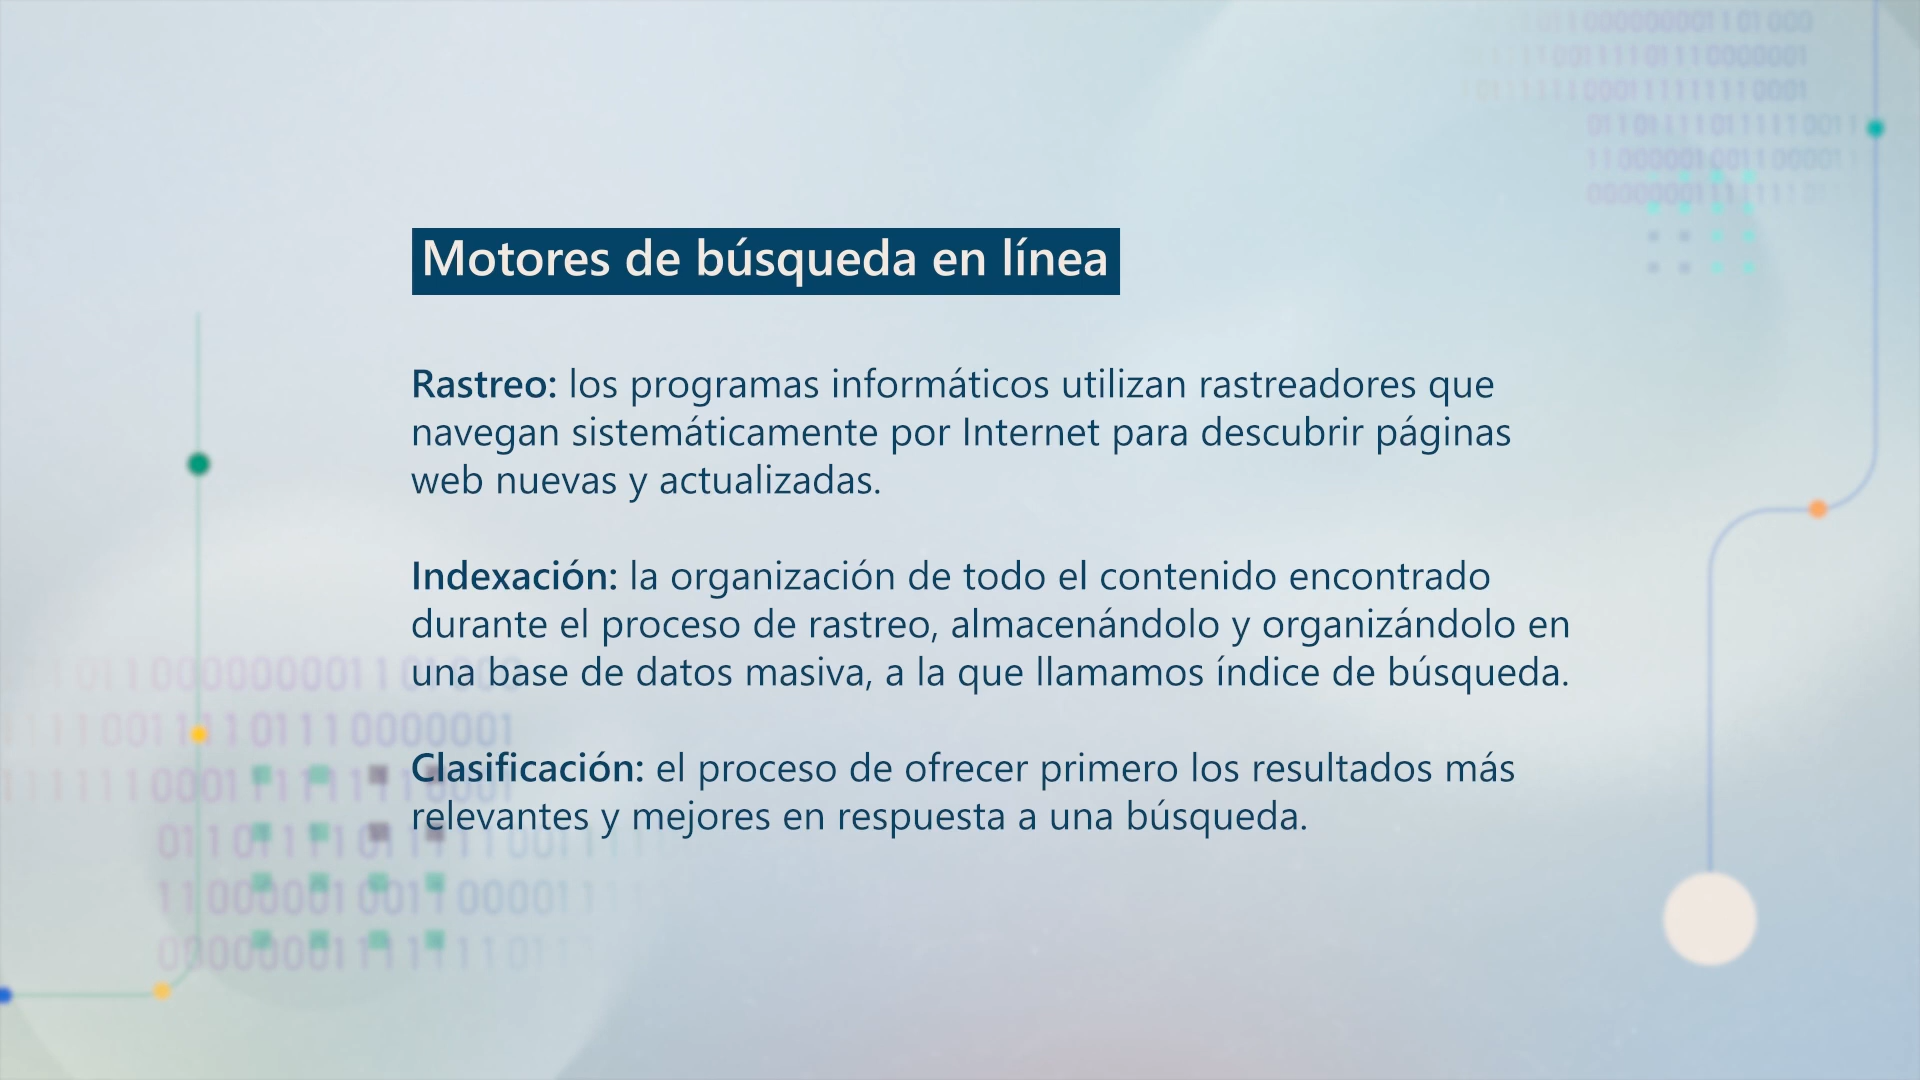 Motores de búsqueda en línea
Rastreo: los programas informáticos utilizan rastreadores que
navegan sistemáticamente por Internet para descubrir páginas
web nuevas y actualizadas.
Indexación: la organización de todo el contenido encontrado
durante el proceso de rastreo, almacenándolo y organizándolo en
una base de datos masiva, a la que llamamos índice de búsqueda.
Clasificación: el proceso de ofrecer primero los resultados más
relevantes y mejores en respuesta a una búsqueda.